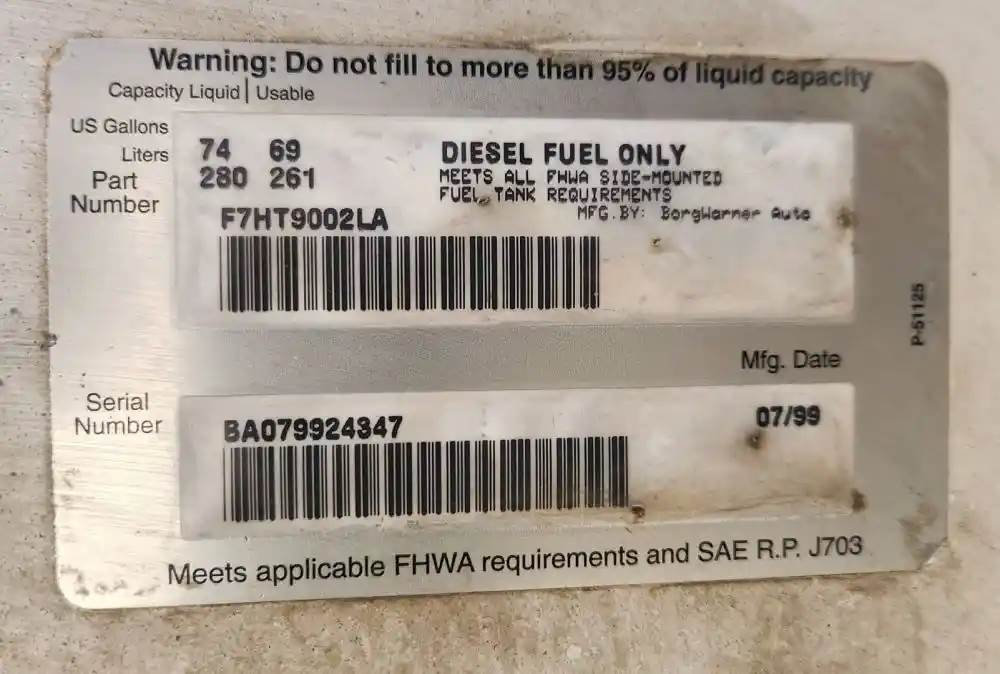 Warning: Do not fill to more than 95% of liquid capacity
Capacity Liquid | Usable
US Gallons 74 69 DIESEL FUEL ONLY
Liters 280 261 MEETS ALL FHWA SIDE-MOUNTED
FUEL TANK REQUIREMENTS
Part Number F7HT9002LA MFG.BY: BorgWarner Auto
P-51125
Mfg. Date
Serial Number BA079924347 07/99
Meets applicable FHWA requirements and SAE R.P. J703